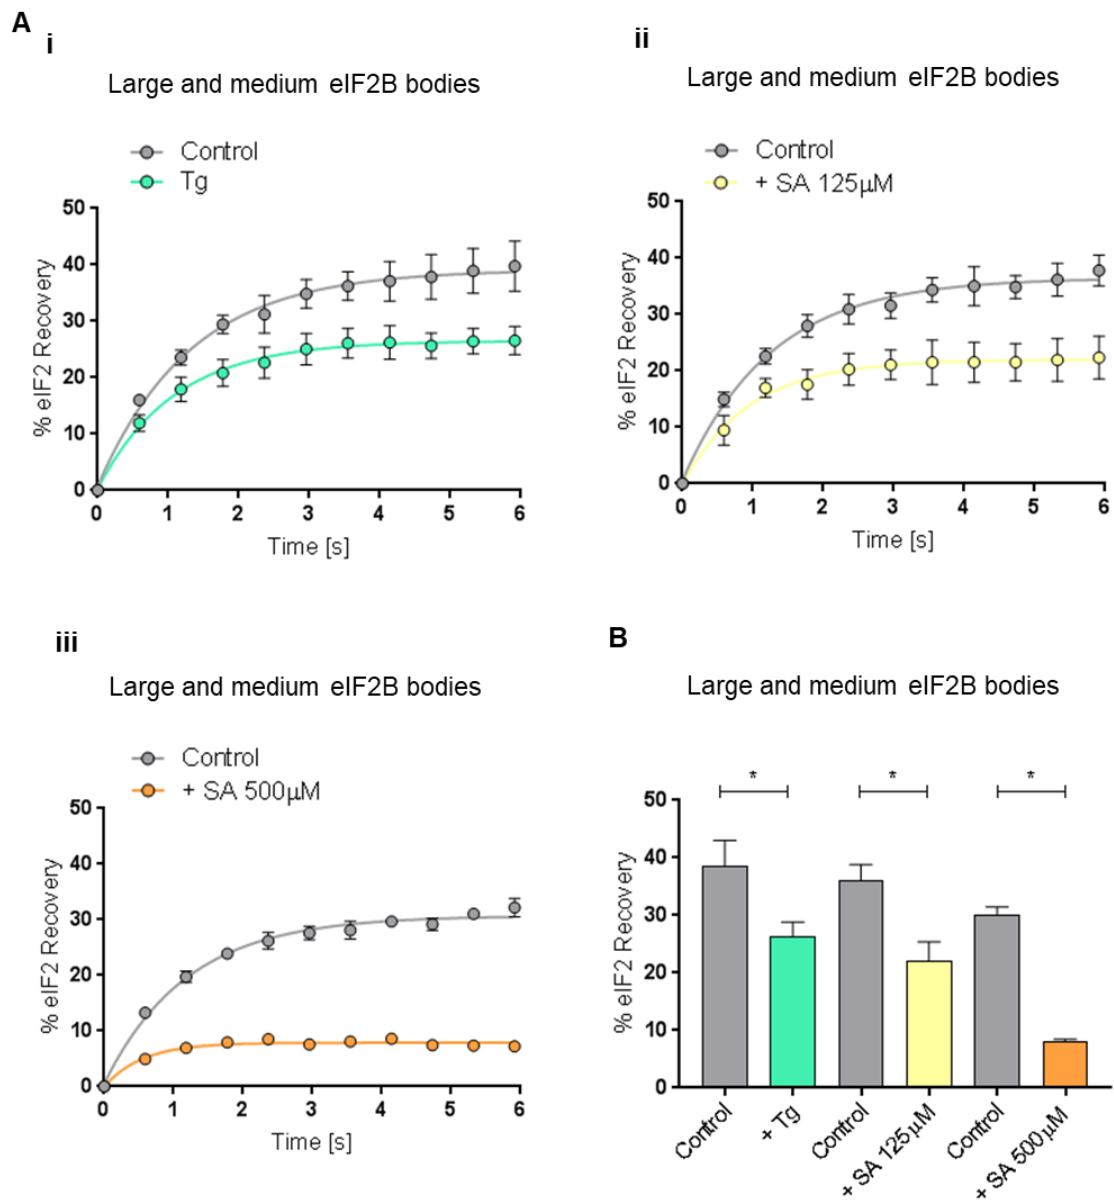 A
i
Large and medium eIF2B bodies
Control
Tg
50
40
30
20
10
0
% eIF2 Recovery
0 1 2 3 4 5 6
Time [s]
ii
Large and medium eIF2B bodies
Control
+ SA 125μM
50
40
30
20
10
0
% eIF2 Recovery
0 1 2 3 4 5 6
Time [s]
iii
Large and medium eIF2B bodies
Control
+ SA 500μM
50
40
30
20
10
0
% eIF2 Recovery
0 1 2 3 4 5 6
Time [s]
B
Large and medium eIF2B bodies
* * *
50
40
30
20
10
0
% eIF2 Recovery
Control
+ Tg
Control
+ SA 125μM
Control
+ SA 500μM